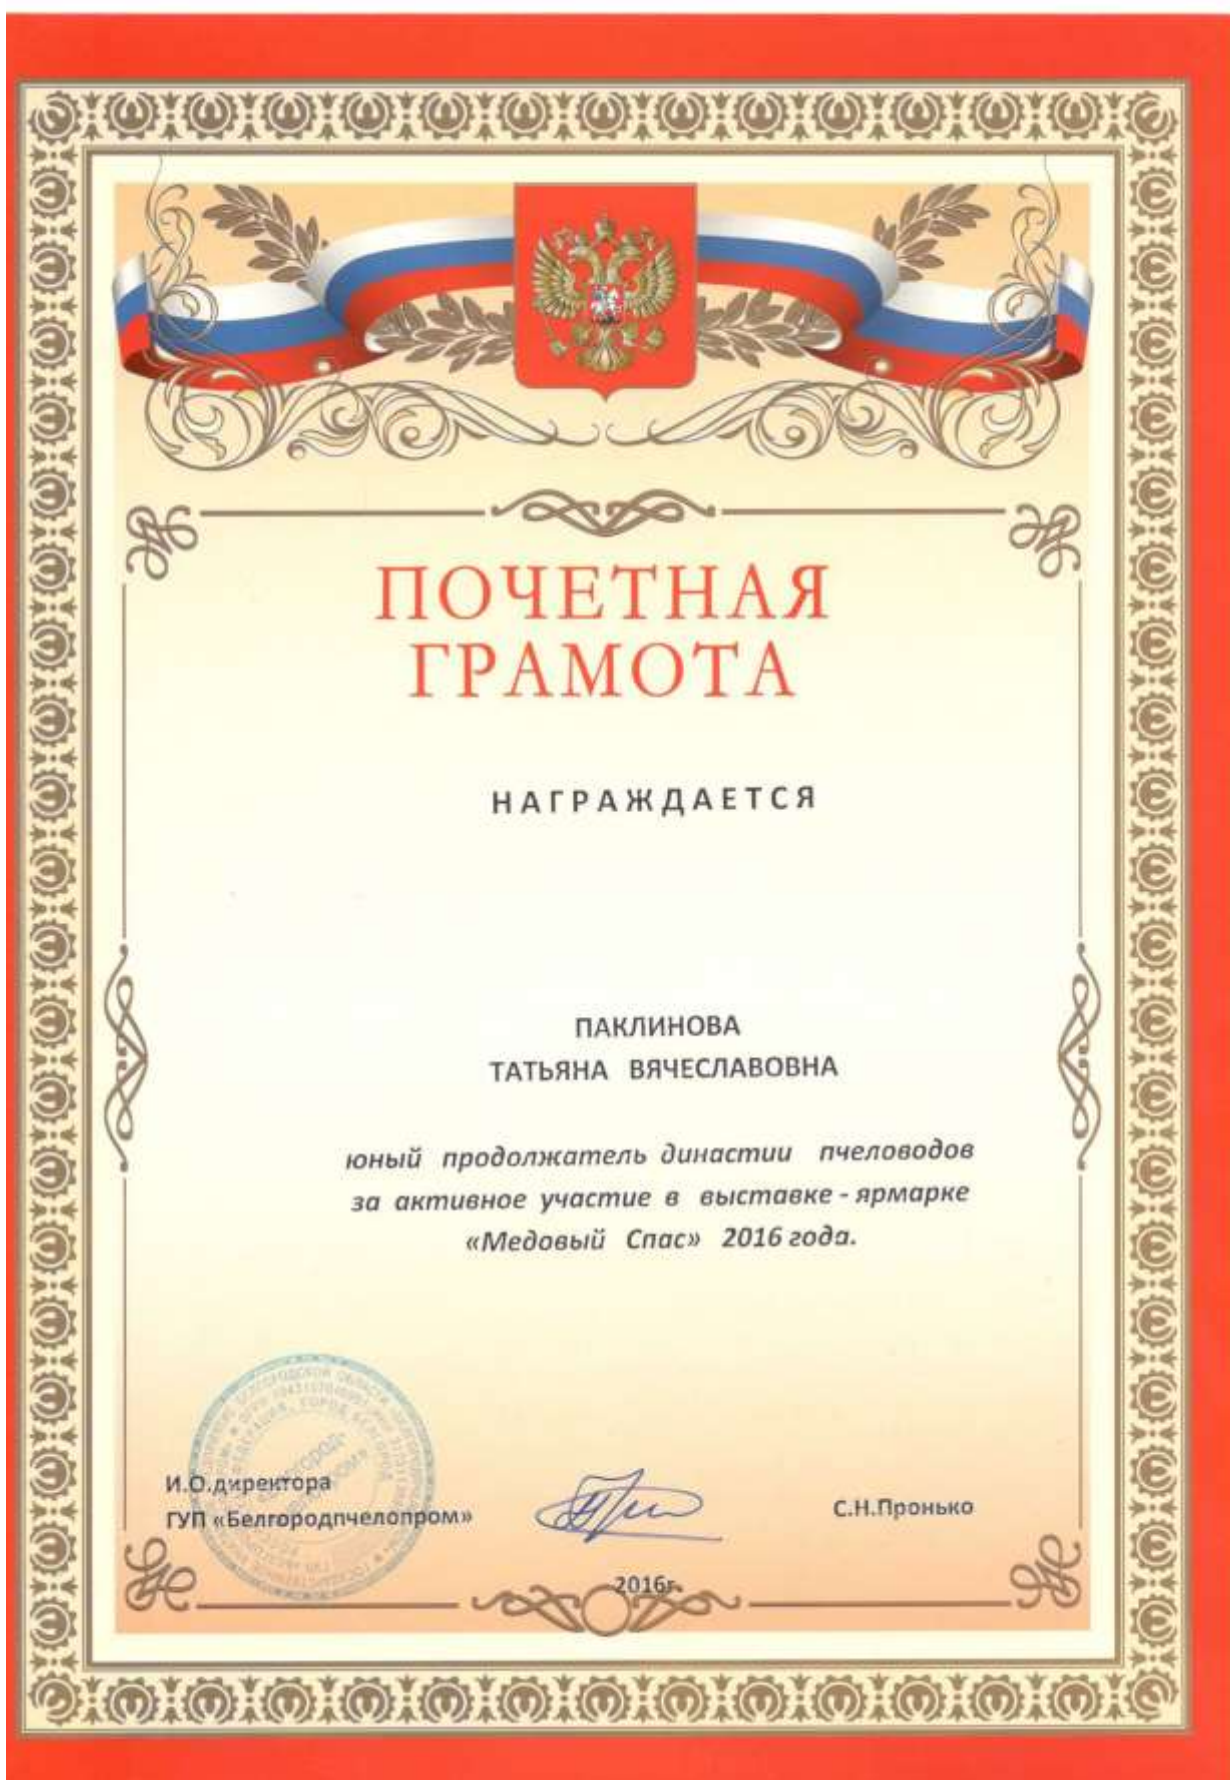 ПОЧЕТНАЯ
ГРАМОТА
НАГРАЖДАЕТСЯ
ПАКЛИНОВА
ТАТЬЯНА ВЯЧЕСЛАВОВНА
юный продолжатель династии пчеловодов
за активное участие в выставке - ярмарке
«Медовый Спас» 2016 года.
И.О.директора
ГУП «Белгородпчелопром»
С.Н.Пронько
2016г.